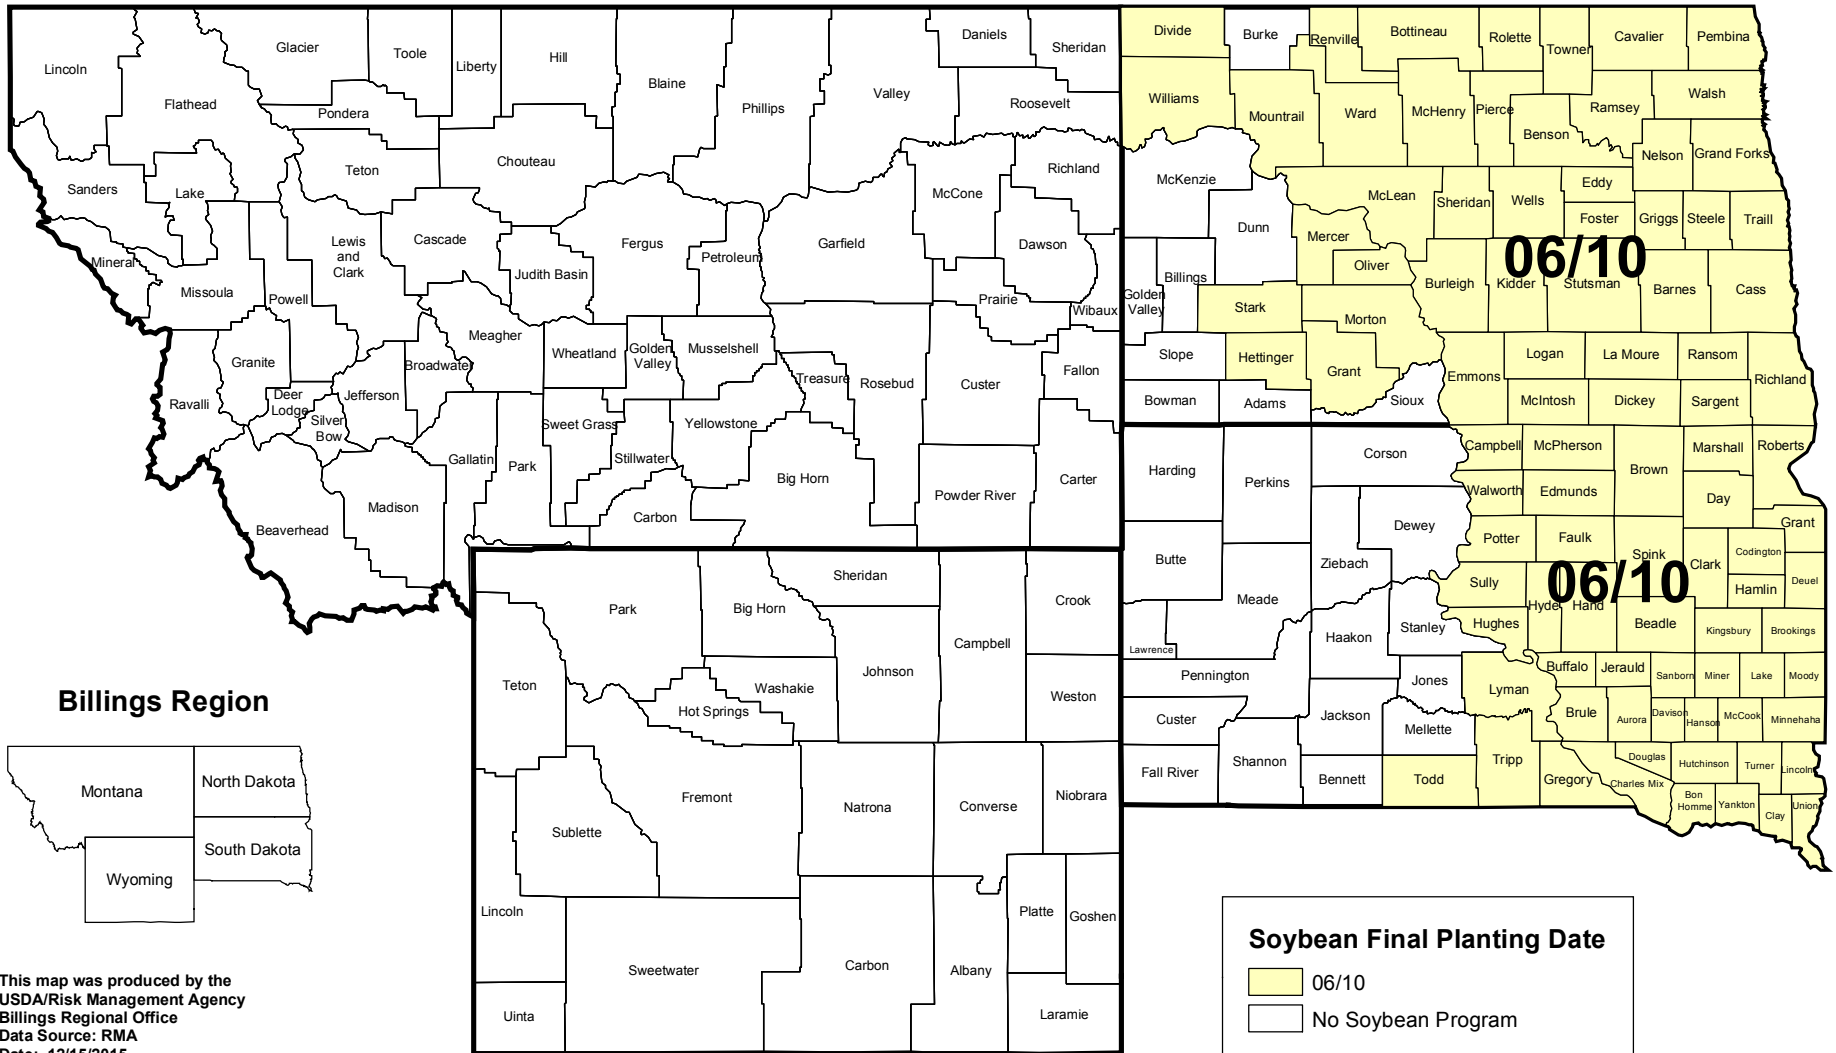 Lincoln
Flathead
Glacier
Toole
Liberty
Hill
Blaine
Phillips
Valley
Daniels
Sheridan
Roosevelt
Pondera
Teton
Chouteau
Sanders
Lake
McCone
Richland
Mineral
Missoula
Powell
Lewis
and
Clark
Cascade
Judith Basin
Fergus
Petroleum
Garfield
Dawson
Prairie
Wibaux
Granite
Meagher
Wheatland
Golden
Valley
Musselshell
Treasure
Rosebud
Custer
Fallon
Ravalli
Deer
Lodge
Silver
Bow
Jefferson
Broadwater
Gallatin
Park
Sweet Grass
Stillwater
Yellowstone
Big Horn
Carbon
Powder River
Carter
Beaverhead
Madison
Divide
Burke
Renville
Bottineau
Rolette
Towner
Cavalier
Pembina
Williams
Mountrail
Ward
McHenry
Pierce
Benson
Ramsey
Walsh
Nelson
Grand Forks
McKenzie
Dunn
McLean
Sheridan
Wells
Eddy
Foster
Griggs
Steele
Traill
Mercer
Oliver
Billings
Golden
Valley
Stark
Morton
Burleigh
Kidder
Stutsman
Barnes
Cass
06/10
Slope
Hettinger
Grant
Sioux
Bowman
Adams
Emmons
Logan
La Moure
Ransom
Richland
McIntosh
Dickey
Sargent
Harding
Perkins
Corson
Campbell
McPherson
Brown
Marshall
Roberts
Walworth
Edmunds
Day
Grant
Butte
Meade
Ziebach
Dewey
Potter
Faulk
Spink
Clark
Codington
Hamlin
Deuel
06/10
Sully
Hyde
Hand
Beadle
Kingsbury
Brookings
Lawrence
Haakon
Stanley
Hughes
Pennington
Jones
Lyman
Buffalo
Jerauld
Sanborn
Miner
Lake
Moody
Custer
Jackson
Mellette
Brule
Aurora
Davison
Hanson
McCook
Minnehaha
Fall River
Shannon
Bennett
Todd
Tripp
Gregory
Charles Mix
Douglas
Hutchinson
Turner
Lincoln
Bon
Homme
Yankton
Clay
Union
Park
Big Horn
Sheridan
Campbell
Crook
Teton
Johnson
Weston
Washakie
Hot Springs
Fremont
Sublette
Natrona
Converse
Niobrara
Lincoln
Sweetwater
Carbon
Albany
Platte
Goshen
Uinta
Laramie
Billings Region
Montana
North Dakota
South Dakota
Wyoming
This map was produced by the
USDA/Risk Management Agency
Billings Regional Office
Data Source: RMA
Date: 12/15/2015
Soybean Final Planting Date
06/10
No Soybean Program